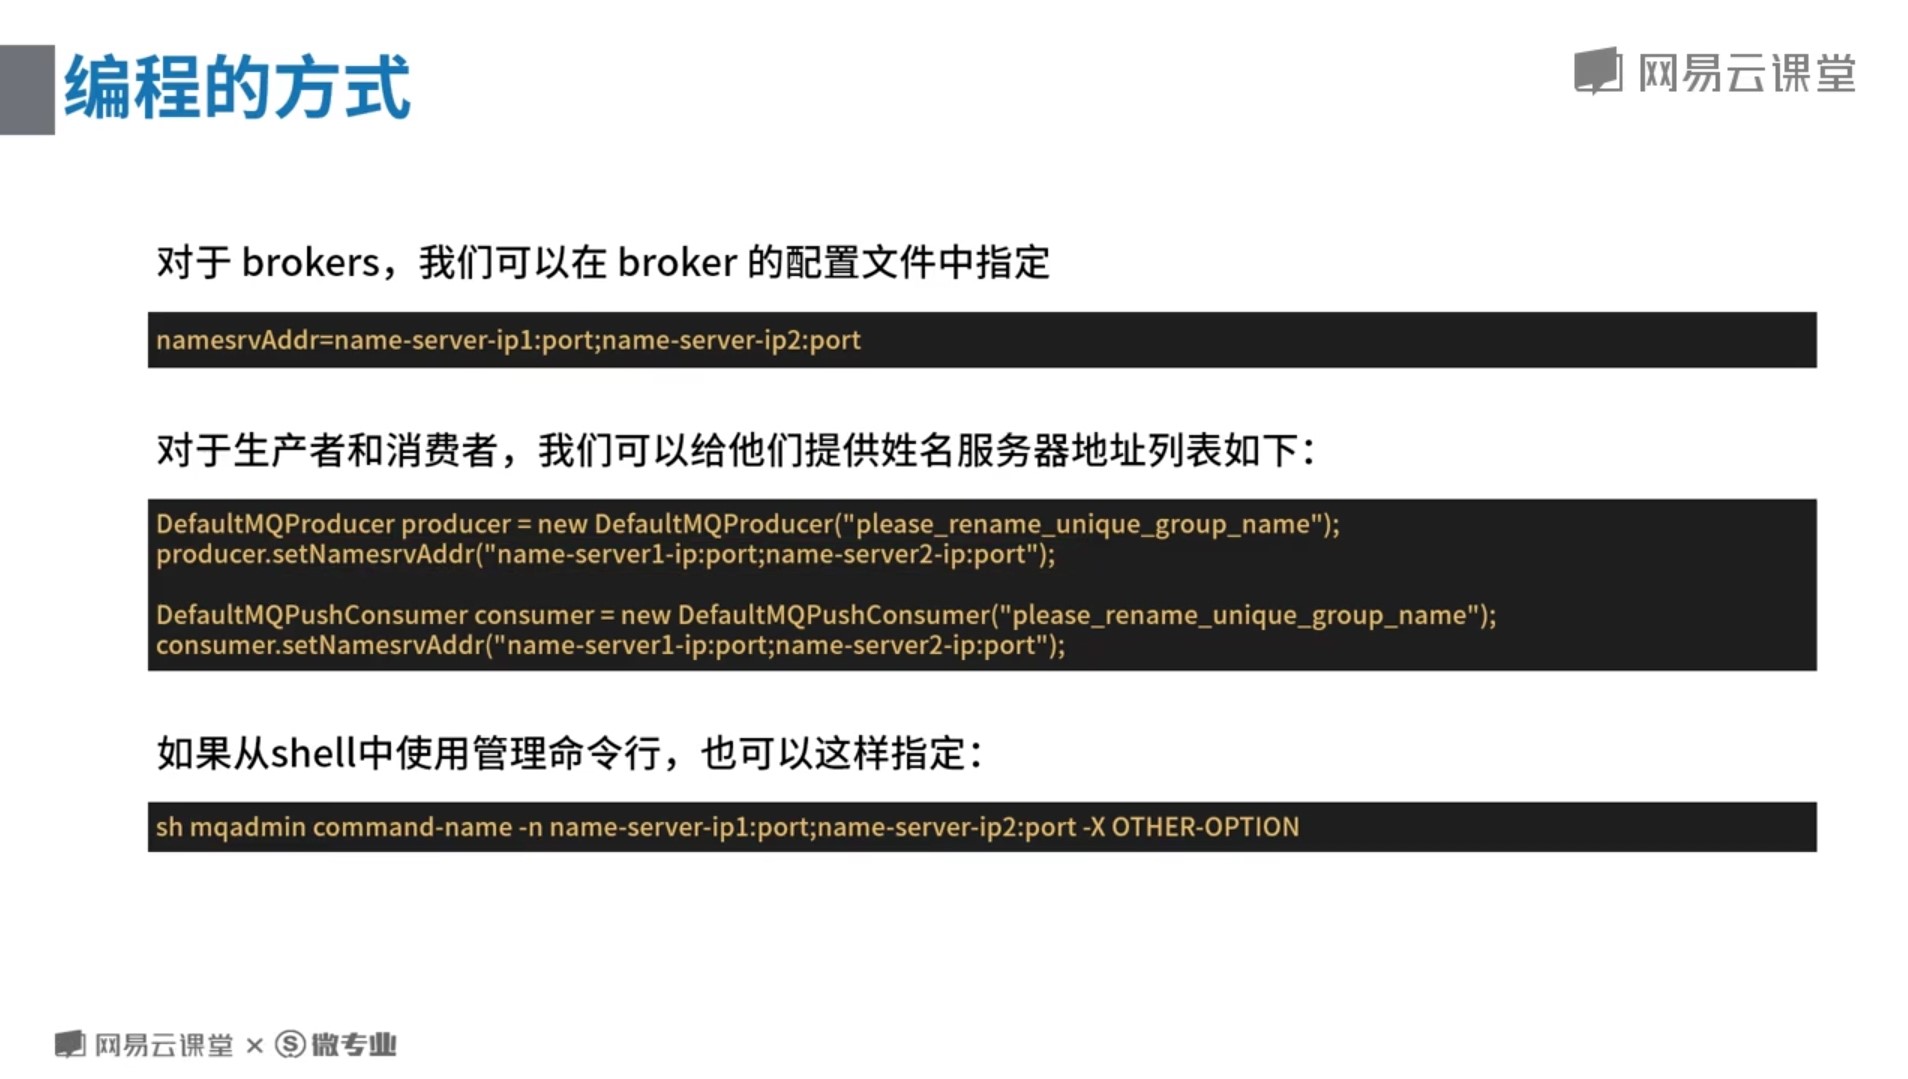 编程的方式
网易云课堂
对于 brokers，我们可以在 broker 的配置文件中指定
namesrvAddr=name-server-ip1:port;name-server-ip2:port
对于生产者和消费者，我们可以给他们提供姓名服务器地址列表如下：
DefaultMQProducer producer = new DefaultMQProducer("please_rename_unique_group_name");
producer.setNamesrvAddr("name-server1-ip:port;name-server2-ip:port");
DefaultMQPushConsumer consumer = new DefaultMQPushConsumer("please_rename_unique_group_name");
consumer.setNamesrvAddr("name-server1-ip:port;name-server2-ip:port");
如果从shell中使用管理命令行，也可以这样指定：
sh mqadmin command-name -n name-server-ip1:port;name-server-ip2:port -X OTHER-OPTION
网易云课堂 × Ⓢ 微专业